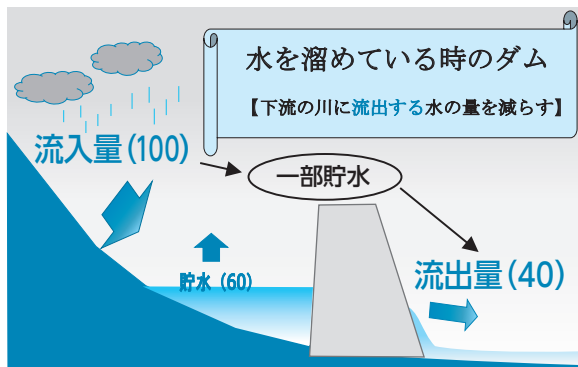 水を溜めている時のダム
【下流の川に流出する水の量を減らす】
流入量(100)
一部貯水
貯水(60)
流出量(40)